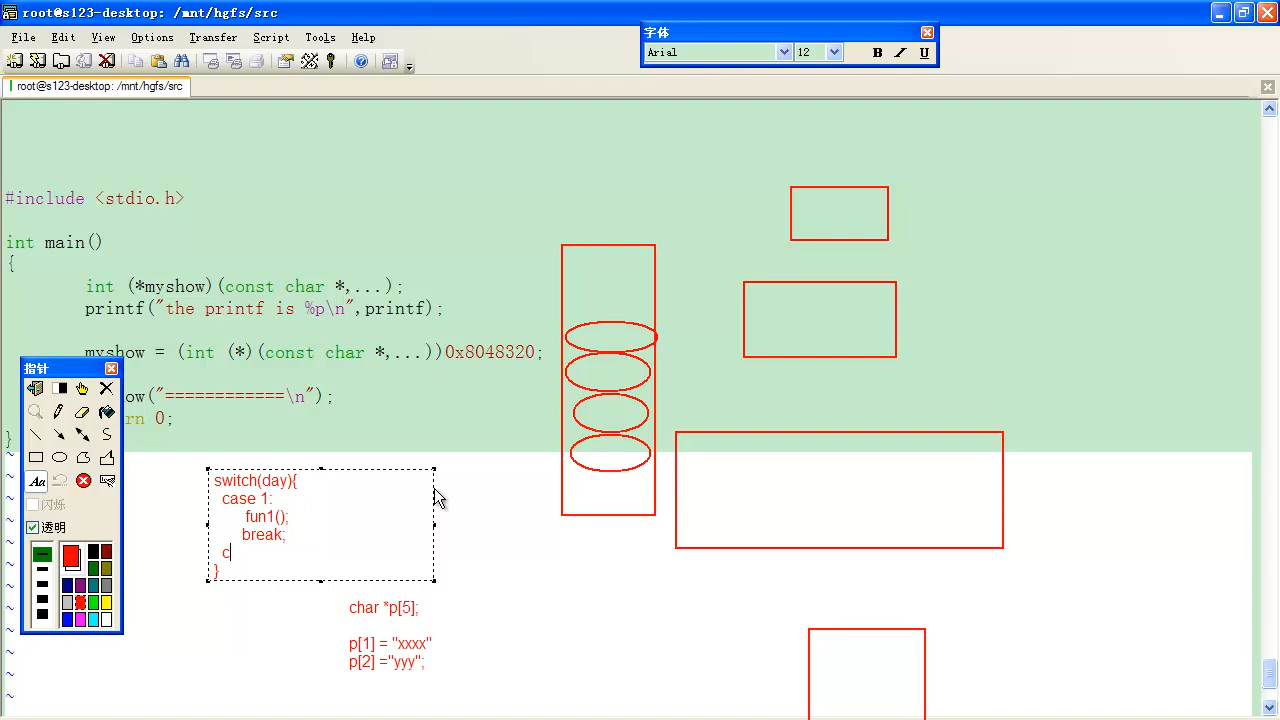 root@s123-desktop: /mnt/hgfs/src
File Edit View Options Transfer Script Tools Help
字体
Arial 12 B I U
root@s123-desktop: /mnt/hgfs/src
#include <stdio.h>
int main()
{
int (*myshow)(const char *,...);
printf("the printf is %p\n",printf);
myshow = (int (*)(const char *,...))0x8048320;
指针
ow("============\n");
rn 0;
}
~
~
~
~
~
~
~
~
~
~
~
~
Aa
闪烁
透明
switch(day){
case 1:
fun1();
break;
c
}
char *p[5];
p[1] = "xxxx"
p[2] ="yyy";